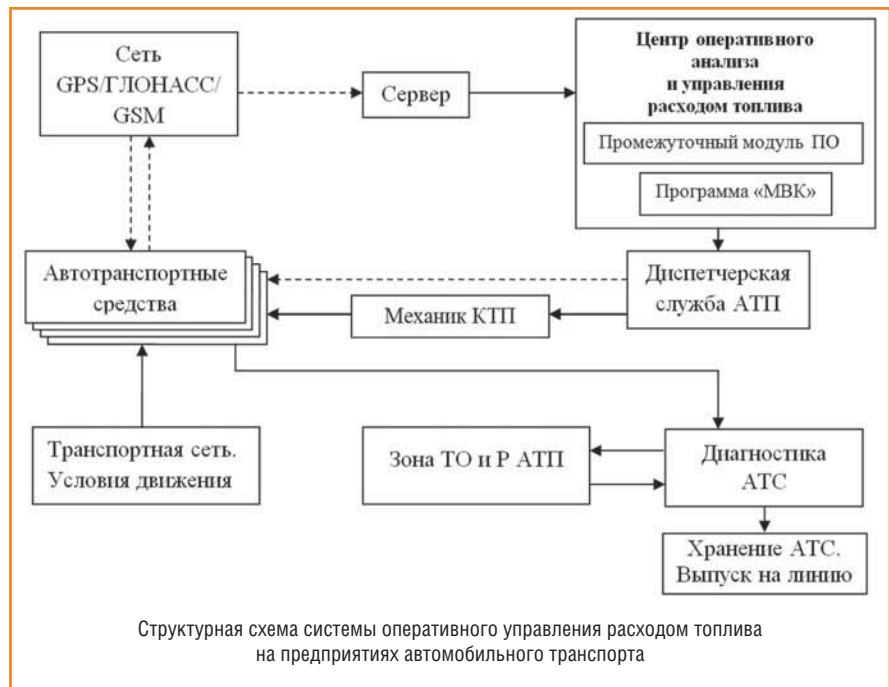 Сеть
GPS/ГЛОНАСС/
GSM
Сервер
Центр оперативного
анализа
и управления
расходом топлива
Промежуточный модуль ПО
Программа «МВК»
Автотранспортные
средства
Механик КТП
Диспетчерская
служба АТП
Транспортная сеть.
Условия движения
Зона ТО и Р АТП
Диагностика
АТС
Хранение АТС.
Выпуск на линию
Структурная схема системы оперативного управления расходом топлива
на предприятиях автомобильного транспорта